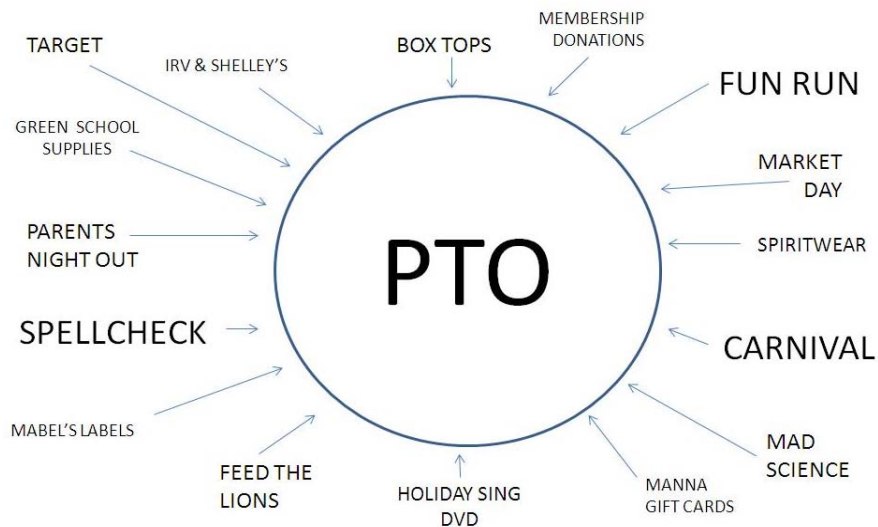 TARGET
IRV & SHELLEY'S
BOX TOPS
MEMBERSHIP
DONATIONS
FUN RUN
GREEN SCHOOL
SUPPLIES
MARKET
DAY
PARENTS
NIGHT OUT
PTO
SPIRITWEAR
SPELLCHECK
CARNIVAL
MABEL'S LABELS
FEED THE
LIONS
HOLIDAY SING
DVD
MANNA
GIFT CARDS
MAD
SCIENCE